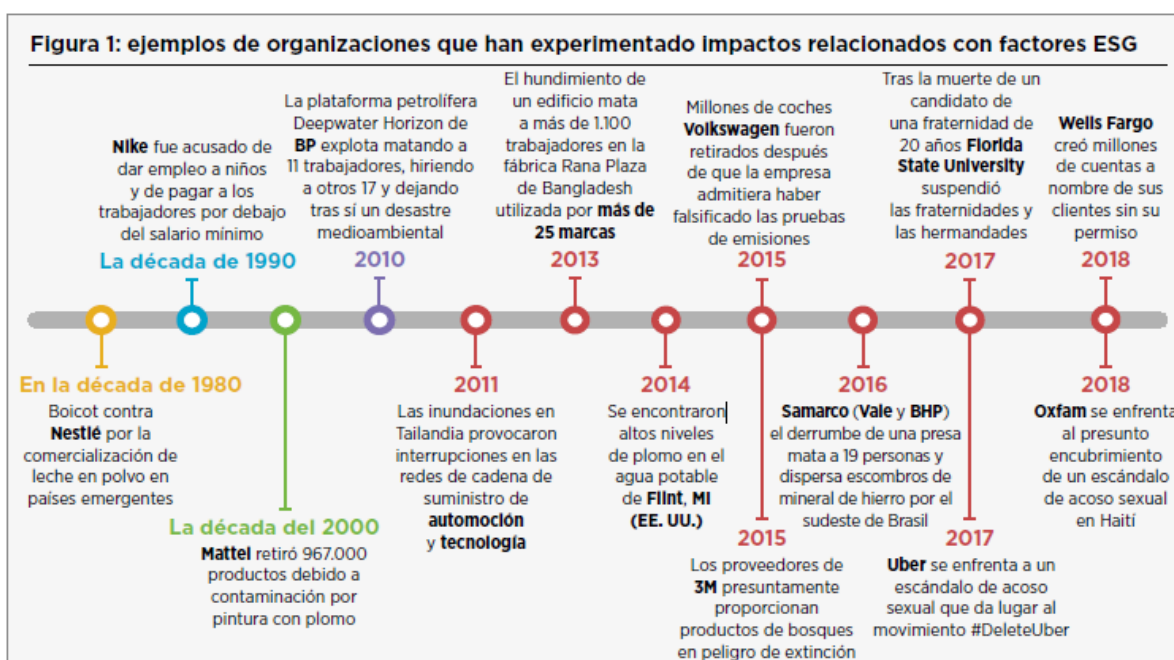 Figura 1: ejemplos de organizaciones que han experimentado impactos relacionados con factores ESG
Nike fue acusado de
dar empleo a niños
y de pagar a los
trabajadores por debajo
del salario mínimo
La década de 1990
La plataforma petrolífera
Deepwater Horizon de
BP explota matando a
11 trabajadores, hiriendo
a otros 17 y dejando
tras sí un desastre
medioambiental
2010
El hundimiento de
un edificio mata
a más de 1.100
trabajadores en la
fábrica Rana Plaza
de Bangladesh
utilizada por más de
25 marcas
2013
Millones de coches
Volkswagen fueron
retirados después
de que la empresa
admitiera haber
falsificado las pruebas
de emisiones
2015
Tras la muerte de un
candidato de
una fraternidad de
20 años Florida
State University
suspendió
las fraternidades y
las hermandades
2017
Wells Fargo
creó millones
de cuentas a
nombre de sus
clientes sin su
permiso
2018
En la década de 1980
Boicot contra
Nestlé por la
comercialización de
leche en polvo en
países emergentes
La década del 2000
Mattel retiró 967.000
productos debido a
contaminación por
pintura con plomo
2011
Las inundaciones en
Tailandia provocaron
interrupciones en las
redes de cadena de
suministro de
automoción
y tecnología
2014
Se encontraron
altos niveles
de plomo en el
agua potable
de Flint, MI
(EE. UU.)
2015
Los proveedores de
3M presuntamente
proporcionan
productos de bosques
en peligro de extinción
2016
Samarco (Vale y BHP)
el derrumbe de una presa
mata a 19 personas y
dispersa escombros de
mineral de hierro por el
sudeste de Brasil
2017
Uber se enfrenta a un
escándalo de acoso
sexual que da lugar al
movimiento #DeleteUber
2018
Oxfam se enfrenta
al presunto
encubrimiento
de un escándalo
de acoso sexual
en Haití